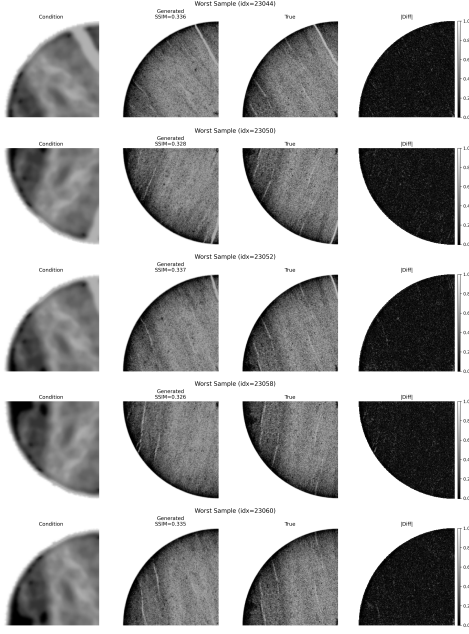 Worst Sample (idx=23044)
Condition
Generated
SSIM=0.336
True
|Diff|
1.0
0.8
0.6
0.4
0.2
0.0
Worst Sample (idx=23050)
Condition
Generated
SSIM=0.328
True
|Diff|
1.0
0.8
0.6
0.4
0.2
0.0
Worst Sample (idx=23052)
Condition
Generated
SSIM=0.337
True
|Diff|
1.0
0.8
0.6
0.4
0.2
0.0
Worst Sample (idx=23058)
Condition
Generated
SSIM=0.326
True
|Diff|
1.0
0.8
0.6
0.4
0.2
0.0
Worst Sample (idx=23060)
Condition
Generated
SSIM=0.335
True
|Diff|
1.0
0.8
0.6
0.4
0.2
0.0